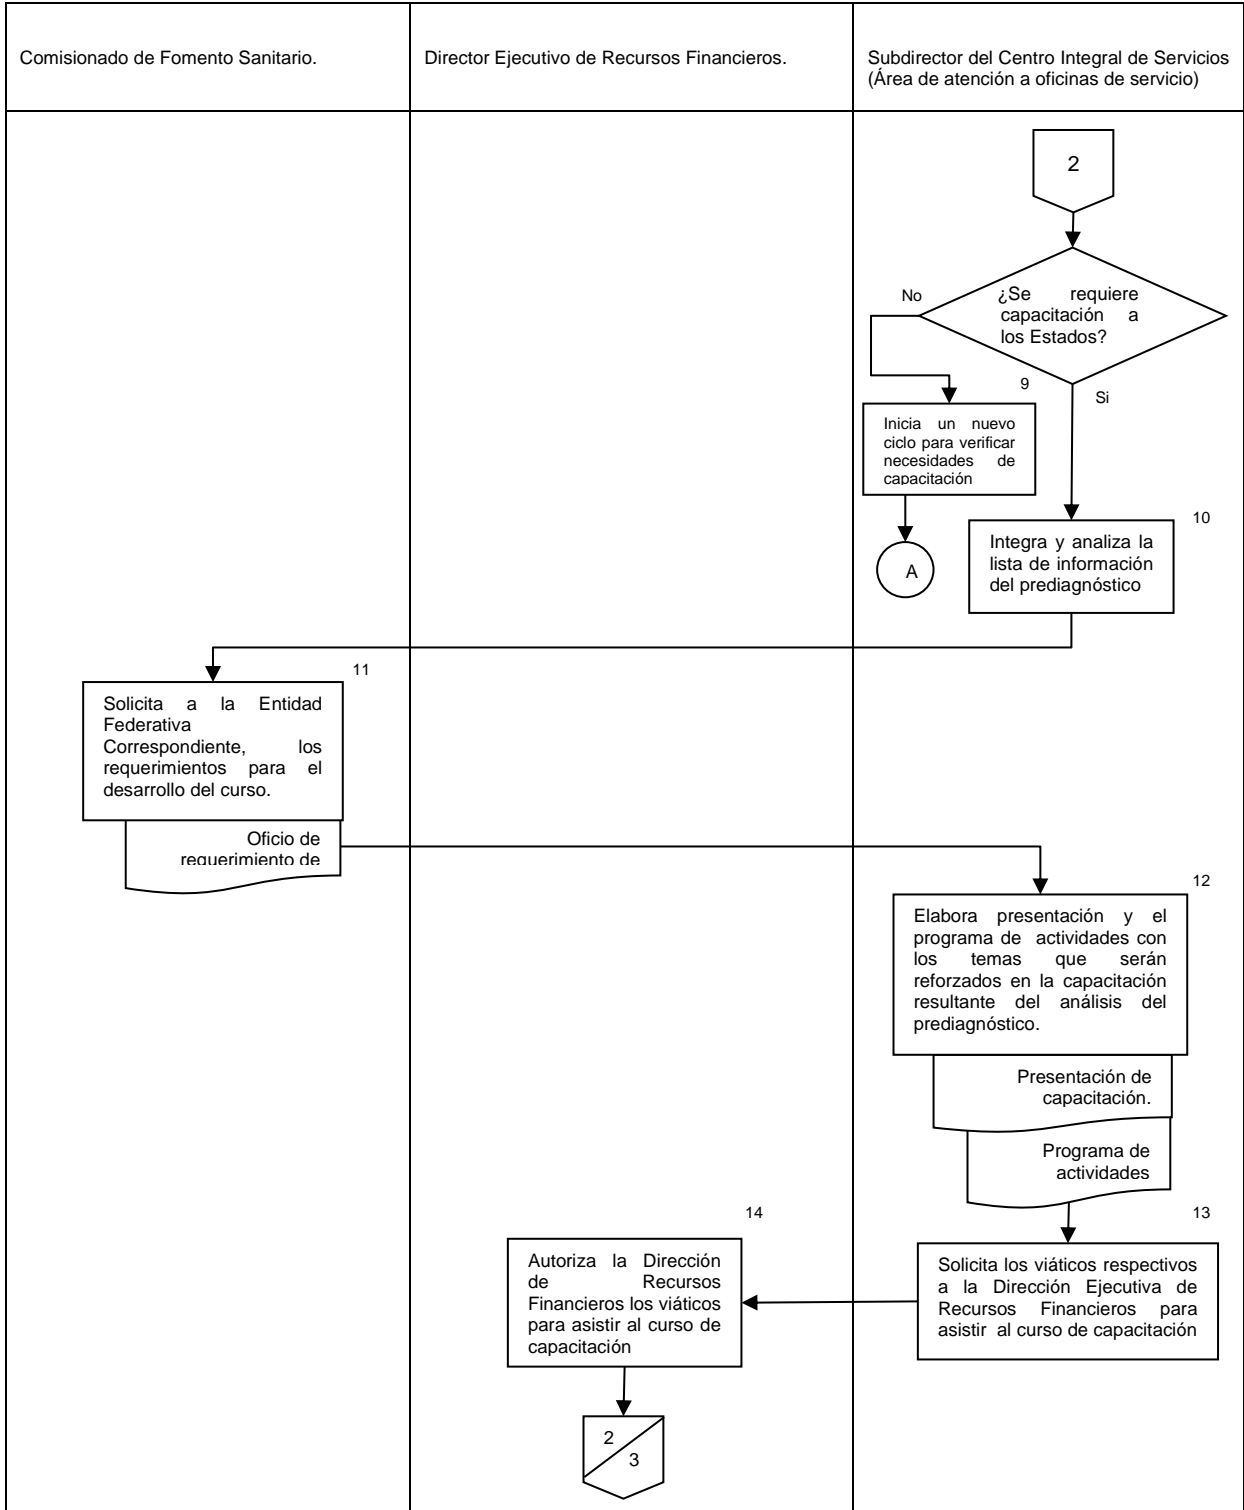 Comisionado de Fomento Sanitario.
Director Ejecutivo de Recursos Financieros.
Subdirector del Centro Integral de Servicios
(Área de atención a oficinas de servicio)
2
¿Se requiere
capacitación a
los Estados?
No
Si
9
Inicia un nuevo
ciclo para verificar
necesidades de
capacitación
A
10
Integra y analiza la
lista de información
del prediagnóstico
11
Solicita a la Entidad
Federativa
Correspondiente, los
requerimientos para el
desarrollo del curso.
Oficio de
requerimiento de
12
Elabora presentación y el
programa de actividades con
los temas que serán
reforzados en la capacitación
resultante del análisis del
prediagnóstico.
Presentación de
capacitación.
Programa de
actividades
13
Solicita los viáticos respectivos
a la Dirección Ejecutiva de
Recursos Financieros para
asistir al curso de capacitación
14
Autoriza la Dirección
de Recursos
Financieros los viáticos
para asistir al curso de
capacitación
2
3